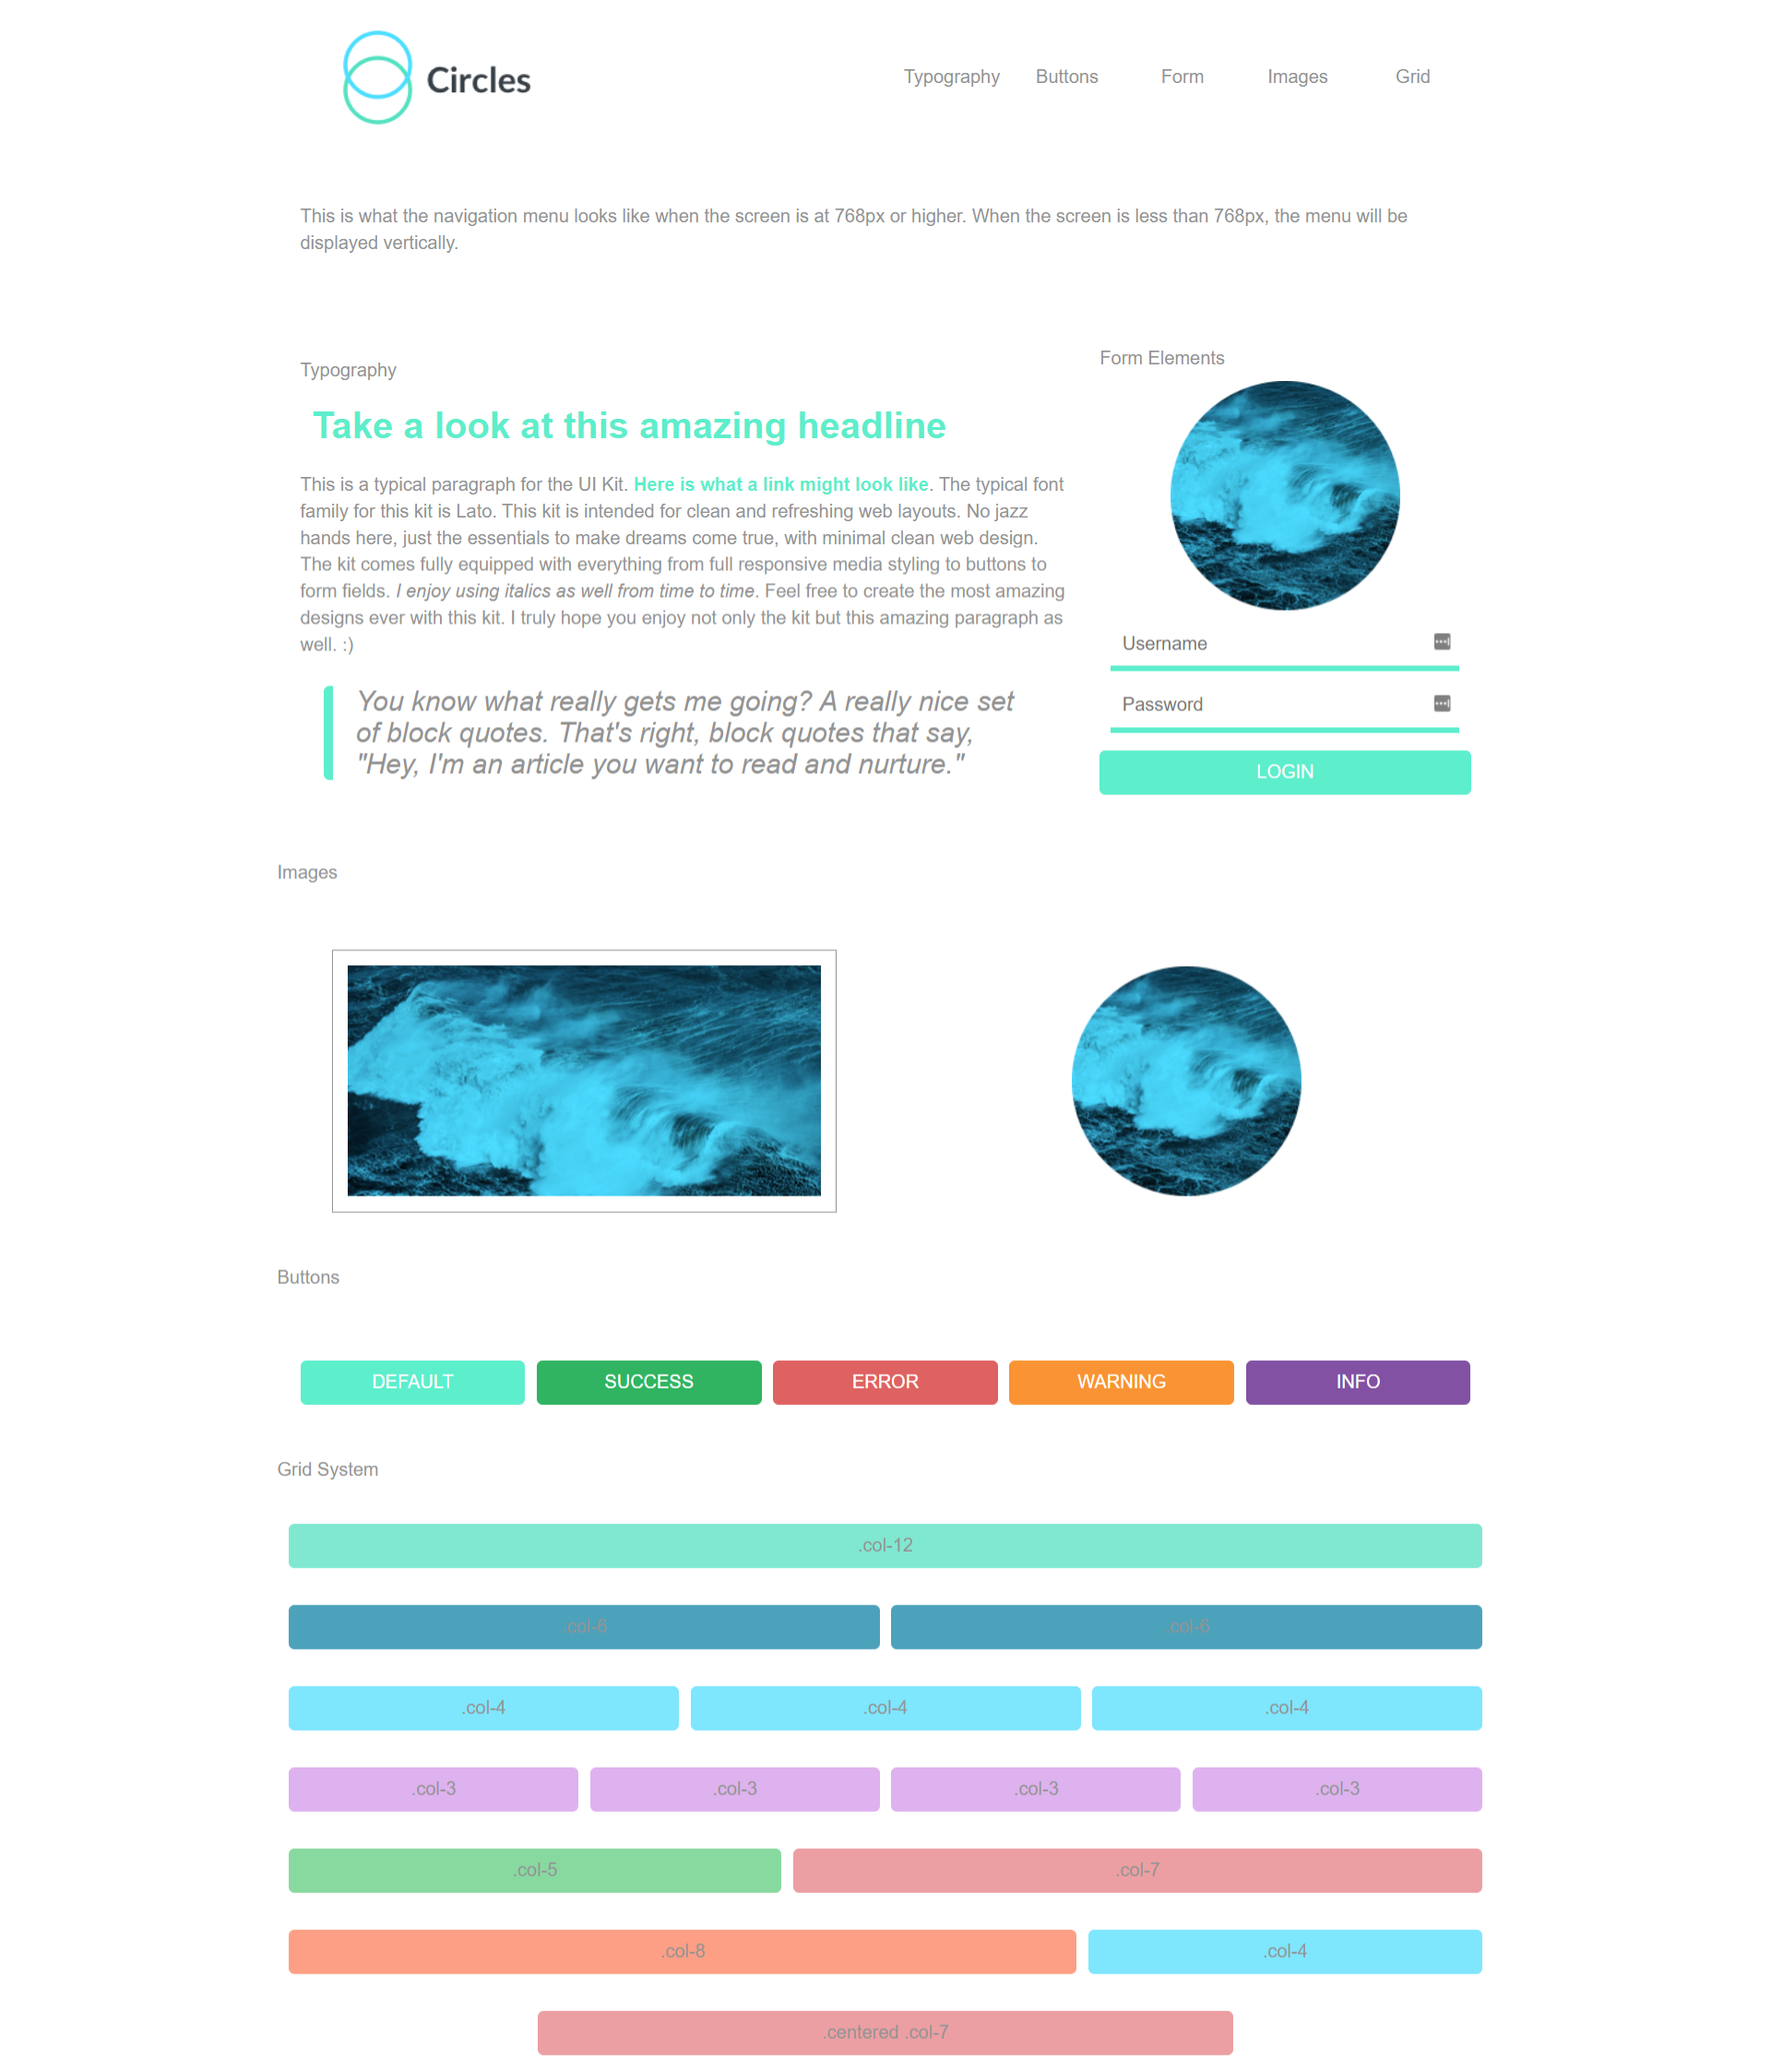 Circles
Typography Buttons Form Images Grid
This is what the navigation menu looks like when the screen is at 768px or higher. When the screen is less than 768px, the menu will be
displayed vertically.
Typography
Take a look at this amazing headline
This is a typical paragraph for the UI Kit. Here is what a link might look like. The typical font
family for this kit is Lato. This kit is intended for clean and refreshing web layouts. No jazz
hands here, just the essentials to make dreams come true, with minimal clean web design.
The kit comes fully equipped with everything from full responsive media styling to buttons to
form fields. I enjoy using italics as well from time to time. Feel free to create the most amazing
designs ever with this kit. I truly hope you enjoy not only the kit but this amazing paragraph as
well. :)
You know what really gets me going? A really nice set
of block quotes. That's right, block quotes that say,
"Hey, I'm an article you want to read and nurture."
Form Elements
Username
Password
LOGIN
Images
Buttons
DEFAULT SUCCESS ERROR WARNING INFO
Grid System
.col-12
.col-6 .col-6
.col-4 .col-4 .col-4
.col-3 .col-3 .col-3 .col-3
.col-5 .col-7
.col-8 .col-4
.centered .col-7